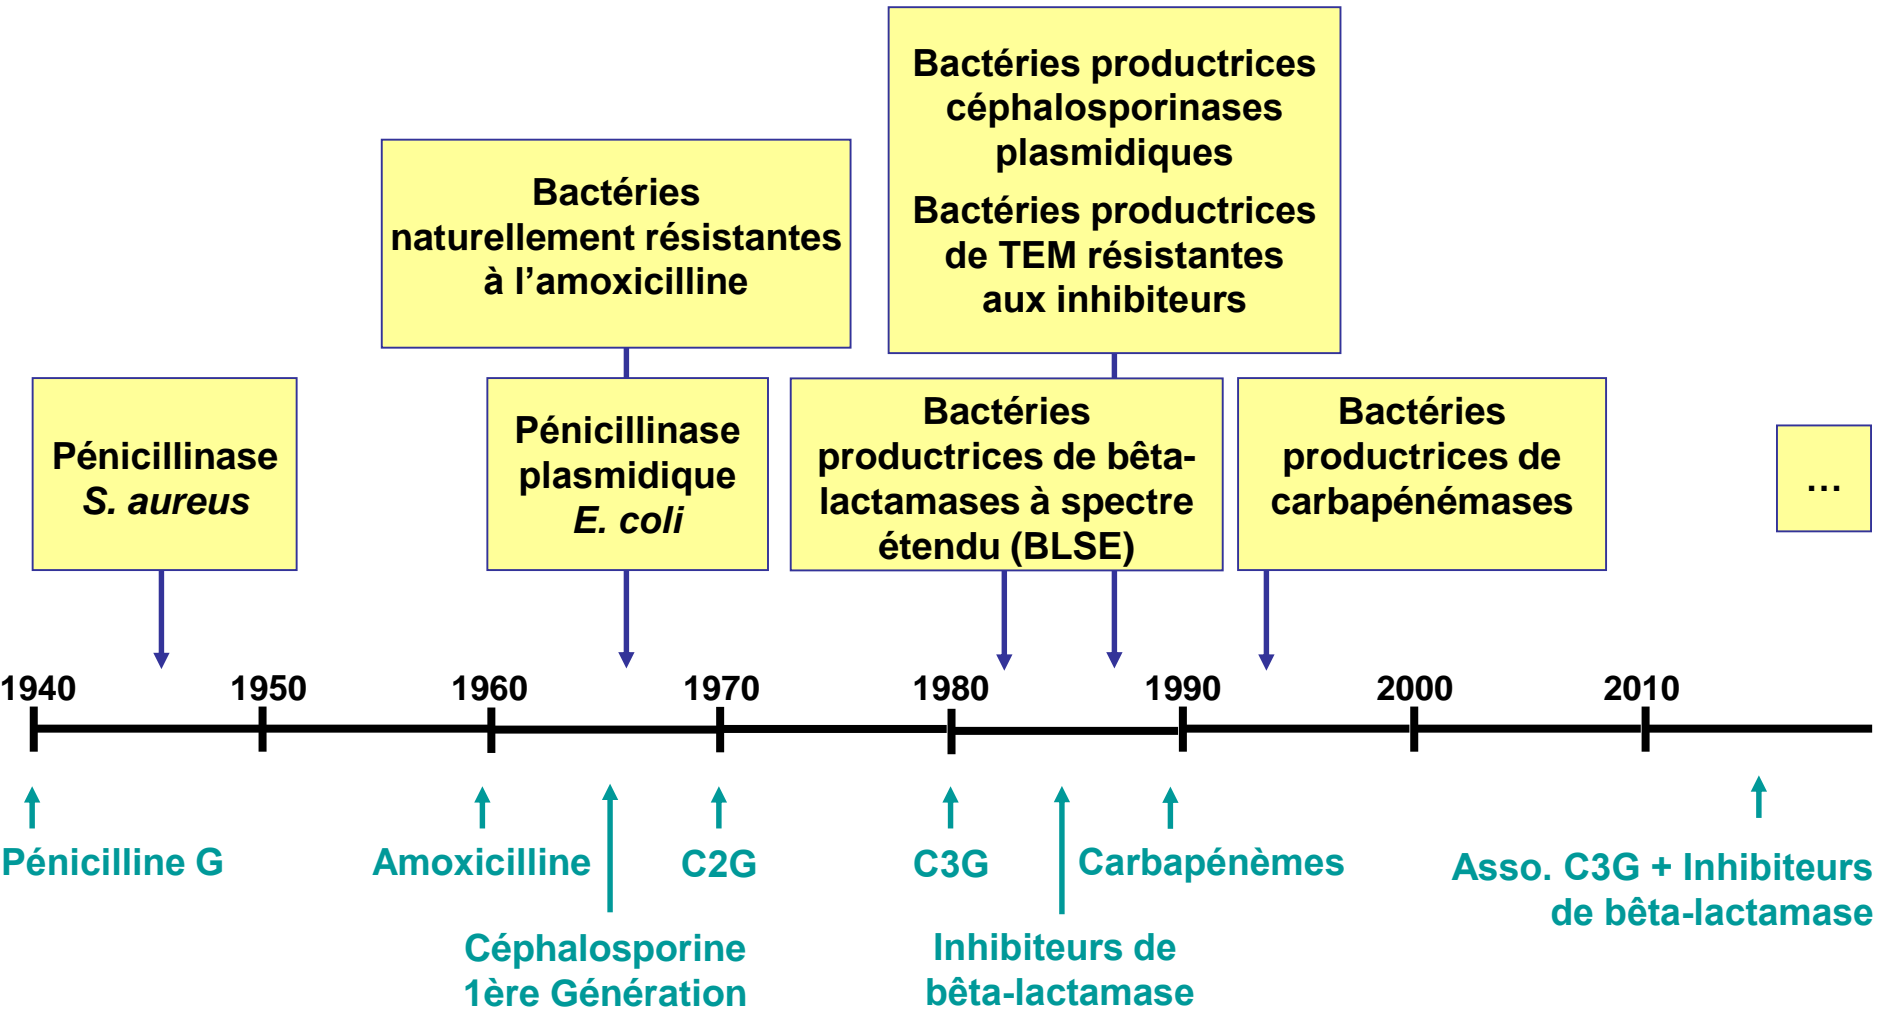 Bactéries productrices
céphalosporinases
plasmidiques
Bactéries productrices
de TEM résistantes
aux inhibiteurs
Bactéries
naturellement résistantes
à l’amoxicilline
Pénicillinase
S. aureus
Pénicillinase
plasmidique
E. coli
Bactéries
productrices de bêta-
lactamases à spectre
étendu (BLSE)
Bactéries
productrices de
carbapénémases
…
1940 1950 1960 1970 1980 1990 2000 2010
Pénicilline G
Amoxicilline
C2G
C3G
Carbapénèmes
Asso. C3G + Inhibiteurs
de bêta-lactamase
Céphalosporine
1ère Génération
Inhibiteurs de
bêta-lactamase